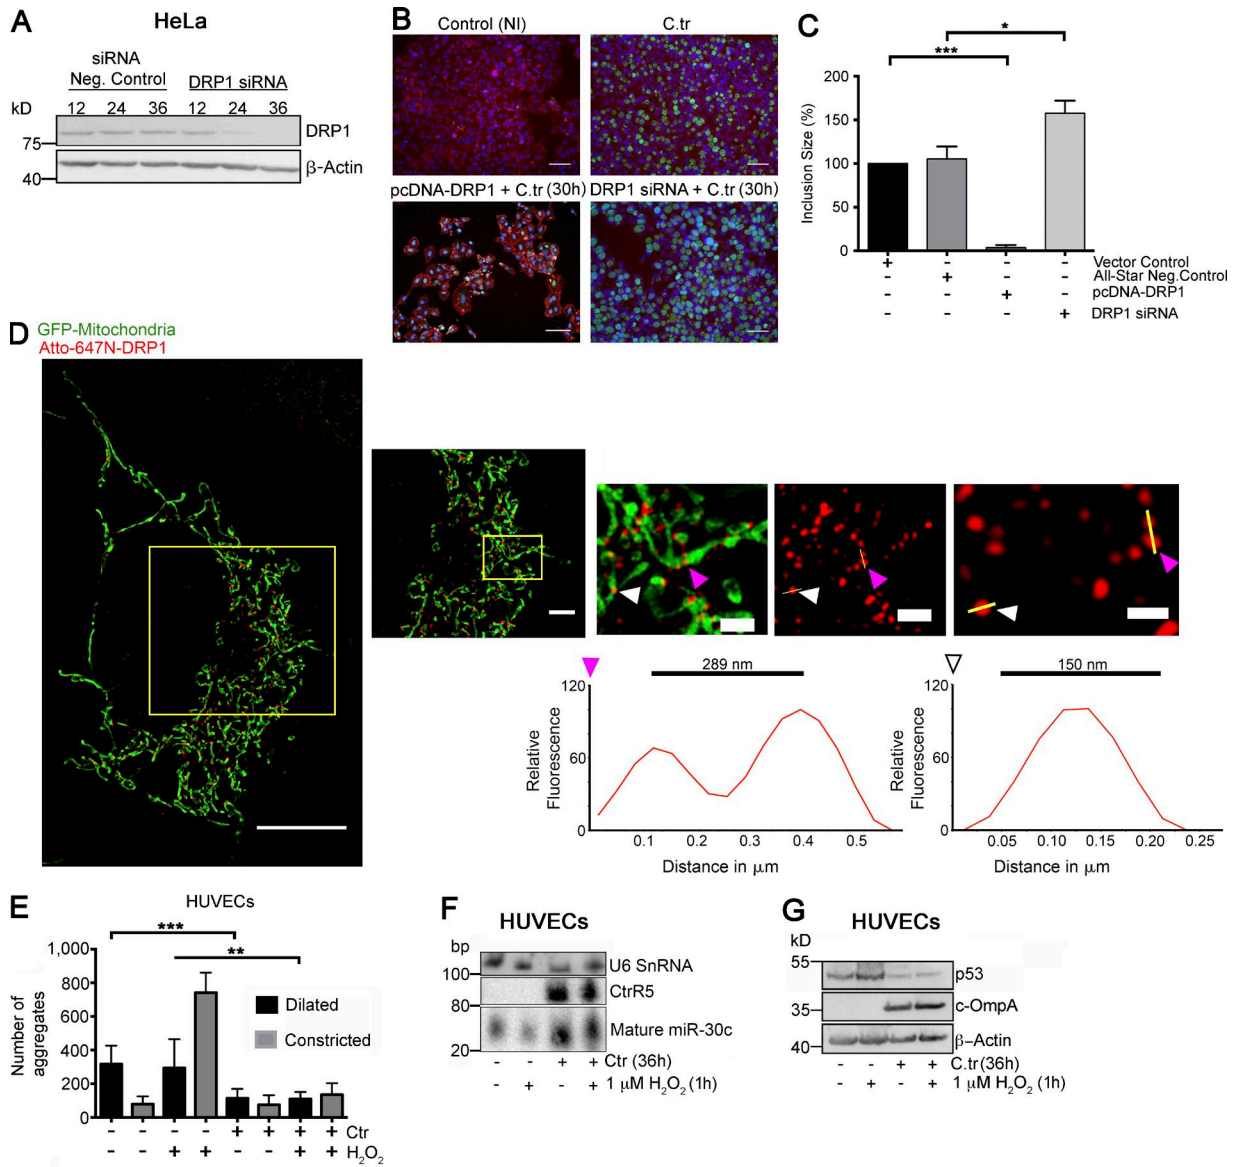 A
HeLa
siRNA
Neg. Control
DRP1 siRNA
kD
12 24 36 12 24 36
75
DRP1
40
β-Actin
B
Control (NI)
C.tr
pcDNA-DRP1 + C.tr (30h)
DRP1 siRNA + C.tr (30h)
C
*
***
Inclusion Size (%)
200
150
100
50
0
+ - - - Vector Control
- + - - All-Star Neg.Control
- - + - pcDNA-DRP1
- - - + DRP1 siRNA
D
GFP-Mitochondria
Atto-647N-DRP1
289 nm
Relative
Fluorescence
120
60
0
0.1 0.2 0.3 0.4 0.5
Distance in µm
150 nm
Relative
Fluorescence
120
60
0
0.05 0.10 0.15 0.20 0.25
Distance in µm
E
HUVECs
***
**
Number of
aggregates
1,000
800
600
400
200
0
Dilated
Constricted
- - - - + + + + Ctr
- - + + - - + + H₂O₂
F
HUVECs
bp
100
U6 SnRNA
80
CtrR5
20
Mature miR-30c
- - + + Ctr (36h)
- + - + 1 µM H₂O₂ (1h)
G
HUVECs
kD
55
p53
35
c-OmpA
40
β-Actin
- - + + C.tr (36h)
- + - + 1 µM H₂O₂ (1h)